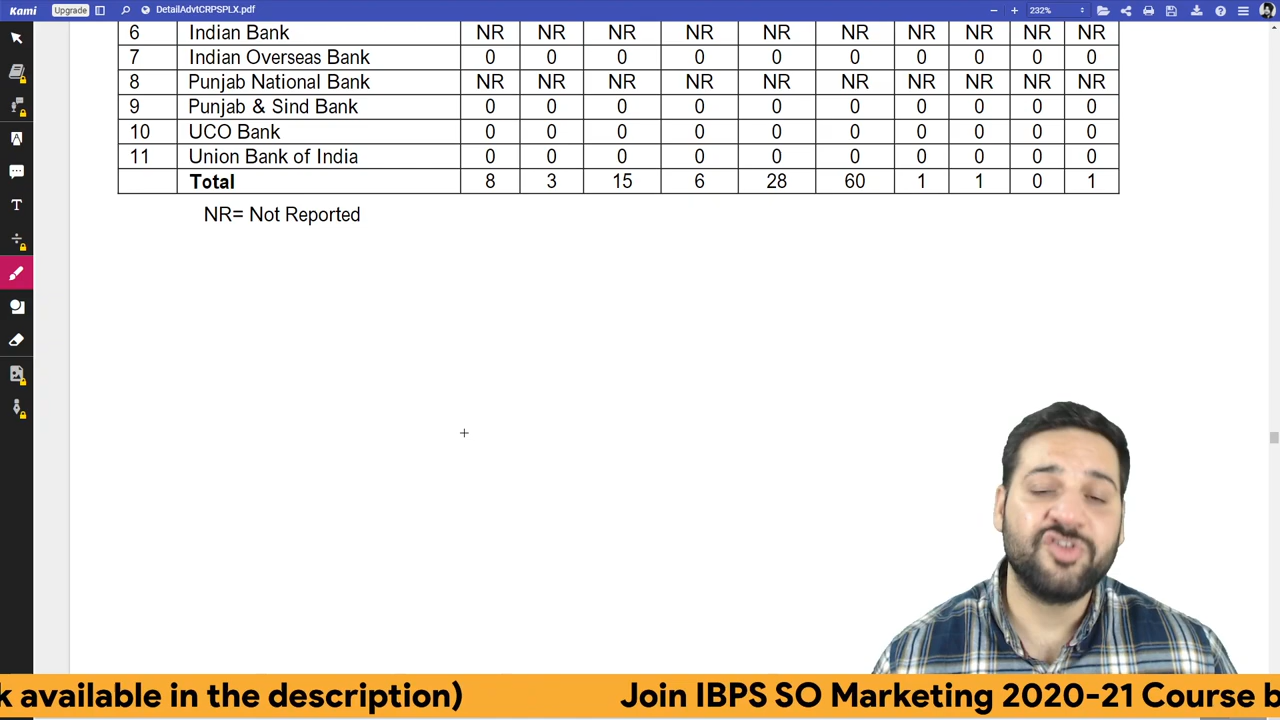 Kami Upgrade DetailAdvtCRPSPLX.pdf 232%
6 Indian Bank NR NR NR NR NR NR NR NR NR NR
7 Indian Overseas Bank 0 0 0 0 0 0 0 0 0 0
8 Punjab National Bank NR NR NR NR NR NR NR NR NR NR
9 Punjab & Sind Bank 0 0 0 0 0 0 0 0 0 0
10 UCO Bank 0 0 0 0 0 0 0 0 0 0
11 Union Bank of India 0 0 0 0 0 0 0 0 0 0
Total 8 3 15 6 28 60 1 1 0 1
NR= Not Reported
k available in the description) Join IBPS SO Marketing 2020-21 Course b